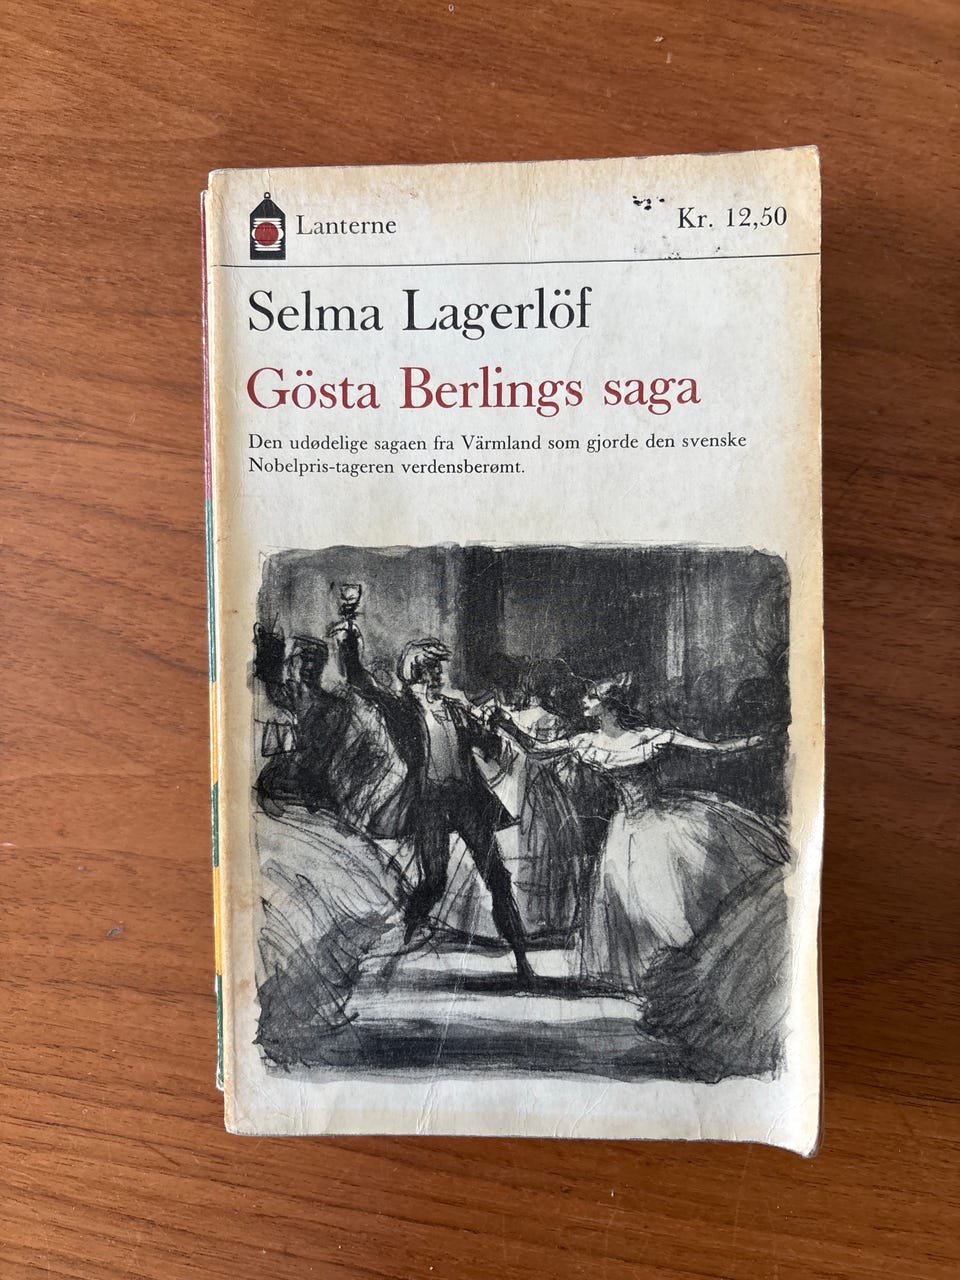 Lanterne
Kr. 12,50
Selma Lagerlöf
Gösta Berlings saga
Den udødelige sagaen fra Värmland som gjorde den svenske
Nobelpris-tageren verdensberømt.